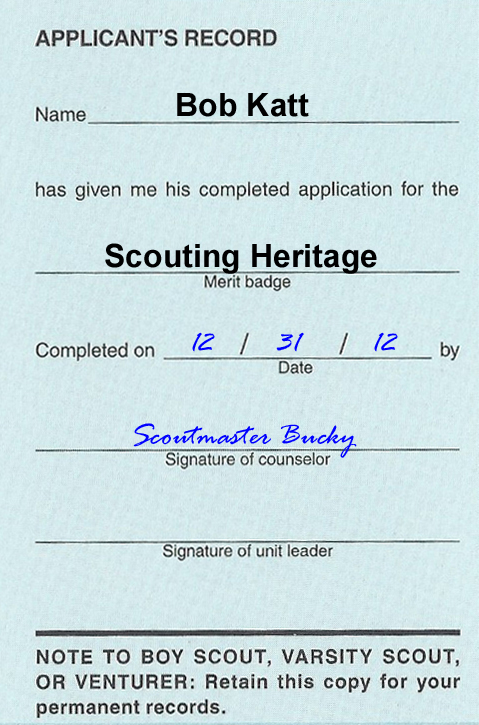 APPLICANT'S RECORD
Name Bob Katt
has given me his completed application for the
Scouting Heritage
Merit badge
Completed on 12 / 31 / 12 by
Date
Scoutmaster Bucky
Signature of counselor
Signature of unit leader
NOTE TO BOY SCOUT, VARSITY SCOUT,
OR VENTURER: Retain this copy for your
permanent records.